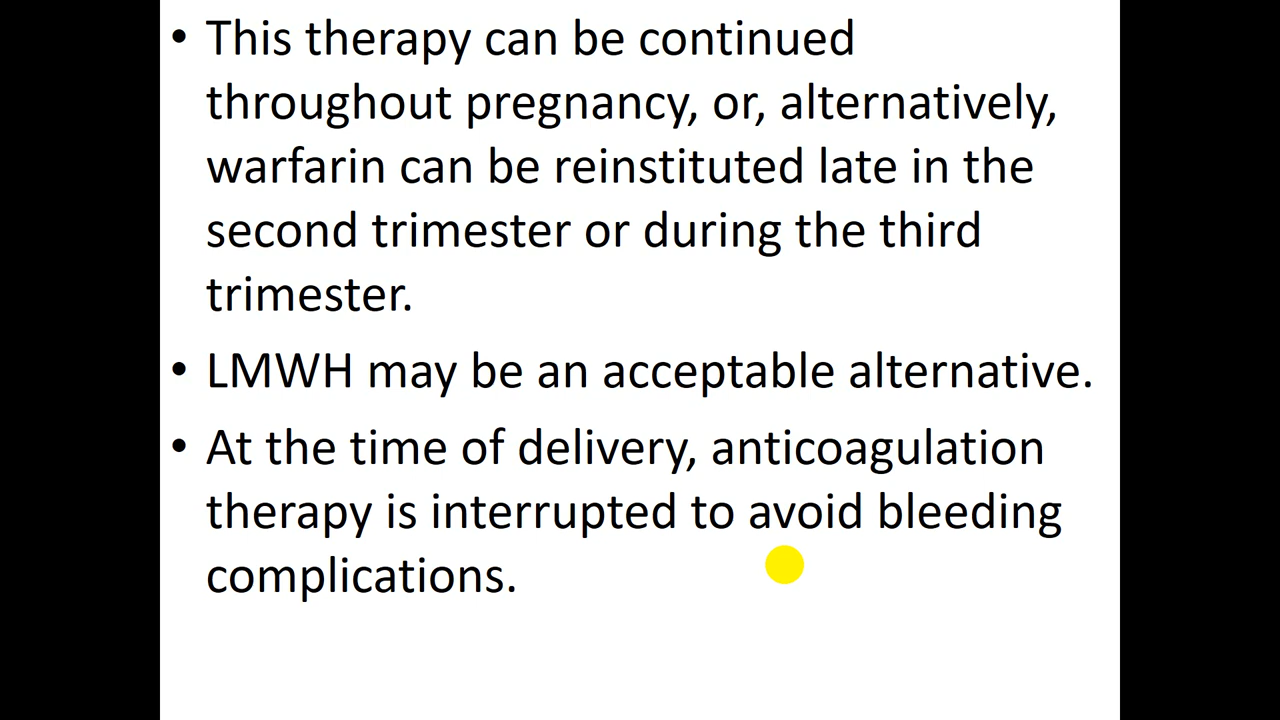 • This therapy can be continued
throughout pregnancy, or, alternatively,
warfarin can be reinstituted late in the
second trimester or during the third
trimester.
• LMWH may be an acceptable alternative.
• At the time of delivery, anticoagulation
therapy is interrupted to avoid bleeding
complications.